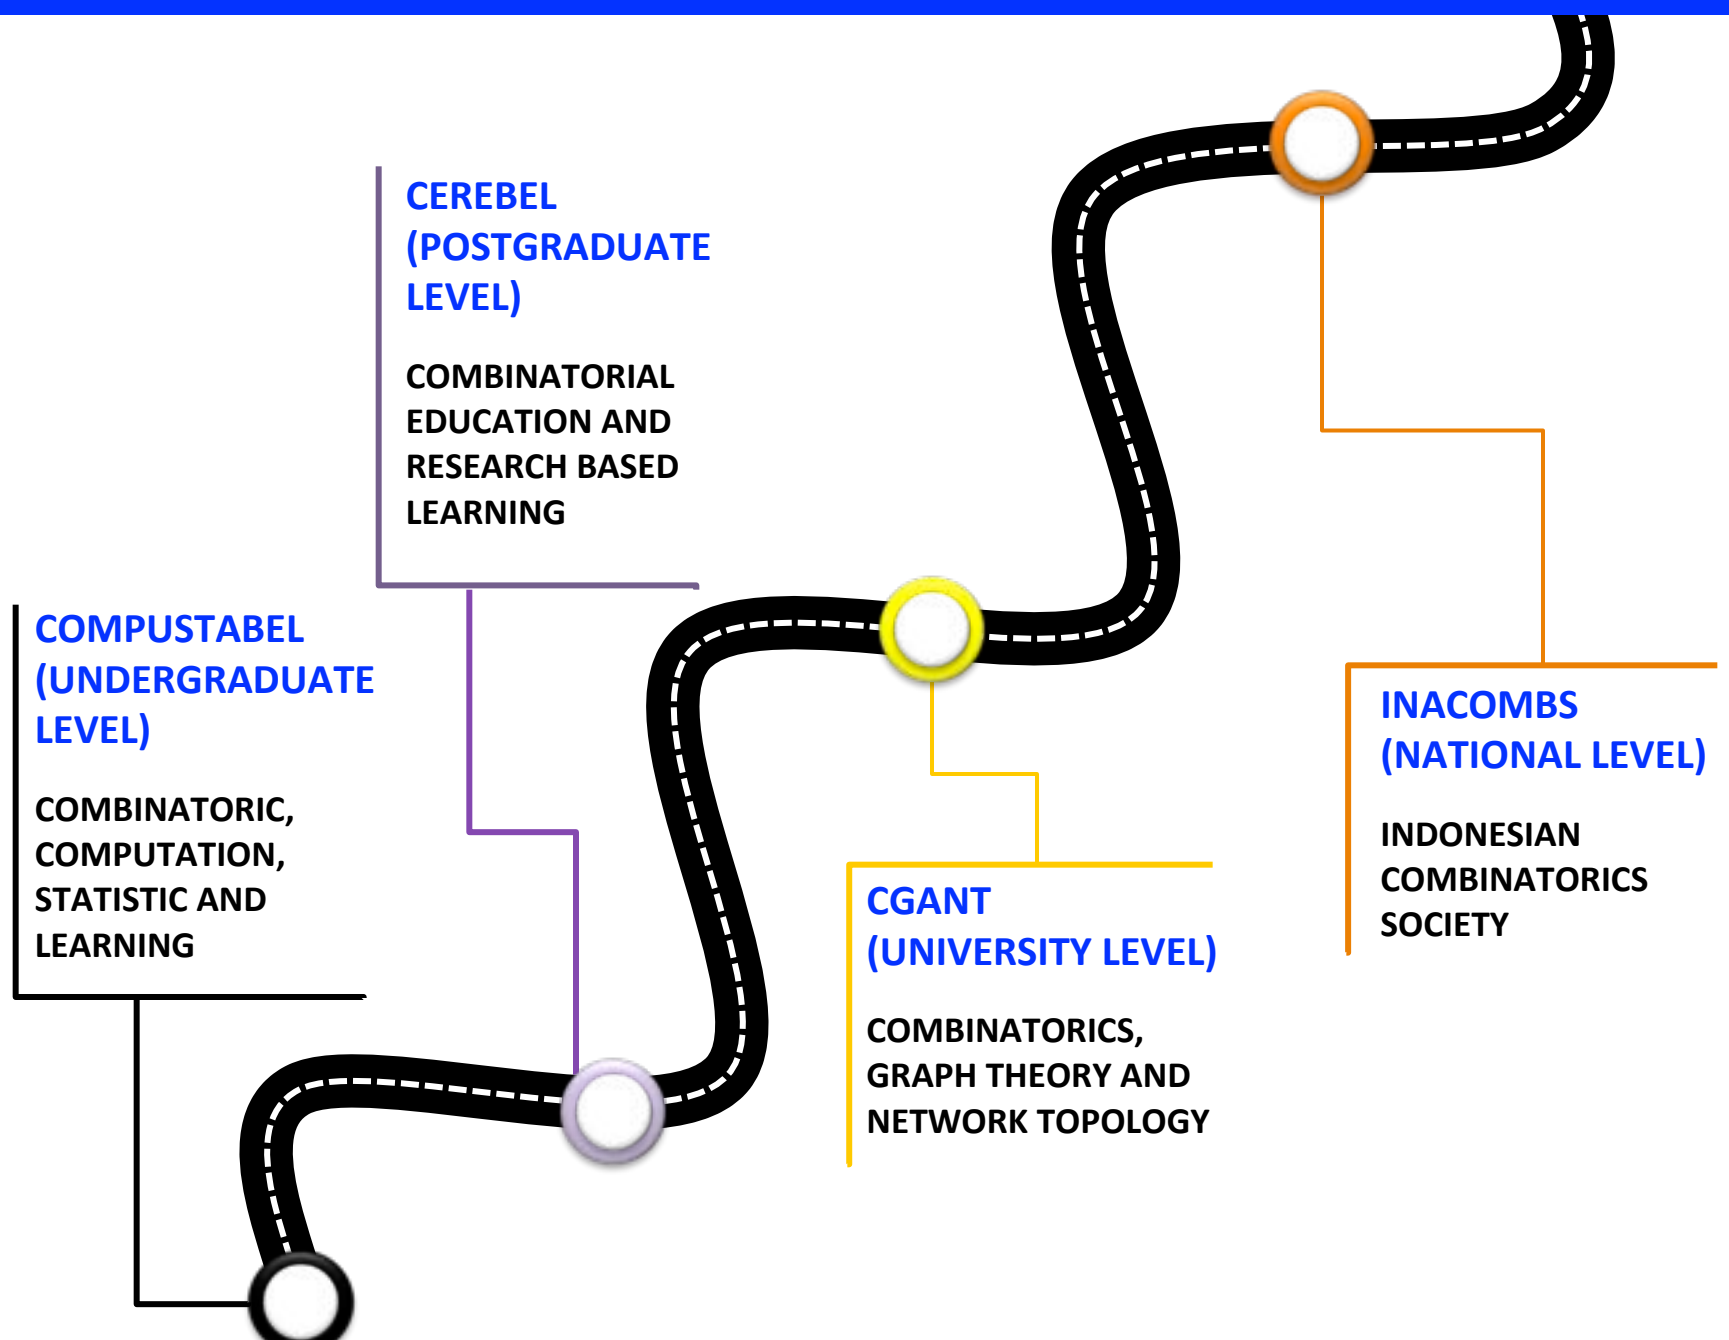 CEREBEL
(POSTGRADUATE
LEVEL)
COMBINATORIAL
EDUCATION AND
RESEARCH BASED
LEARNING
COMPUSTABEL
(UNDERGRADUATE
LEVEL)
COMBINATORIC,
COMPUTATION,
STATISTIC AND
LEARNING
CGANT
(UNIVERSITY LEVEL)
COMBINATORICS,
GRAPH THEORY AND
NETWORK TOPOLOGY
INACOMBS
(NATIONAL LEVEL)
INDONESIAN
COMBINATORICS
SOCIETY